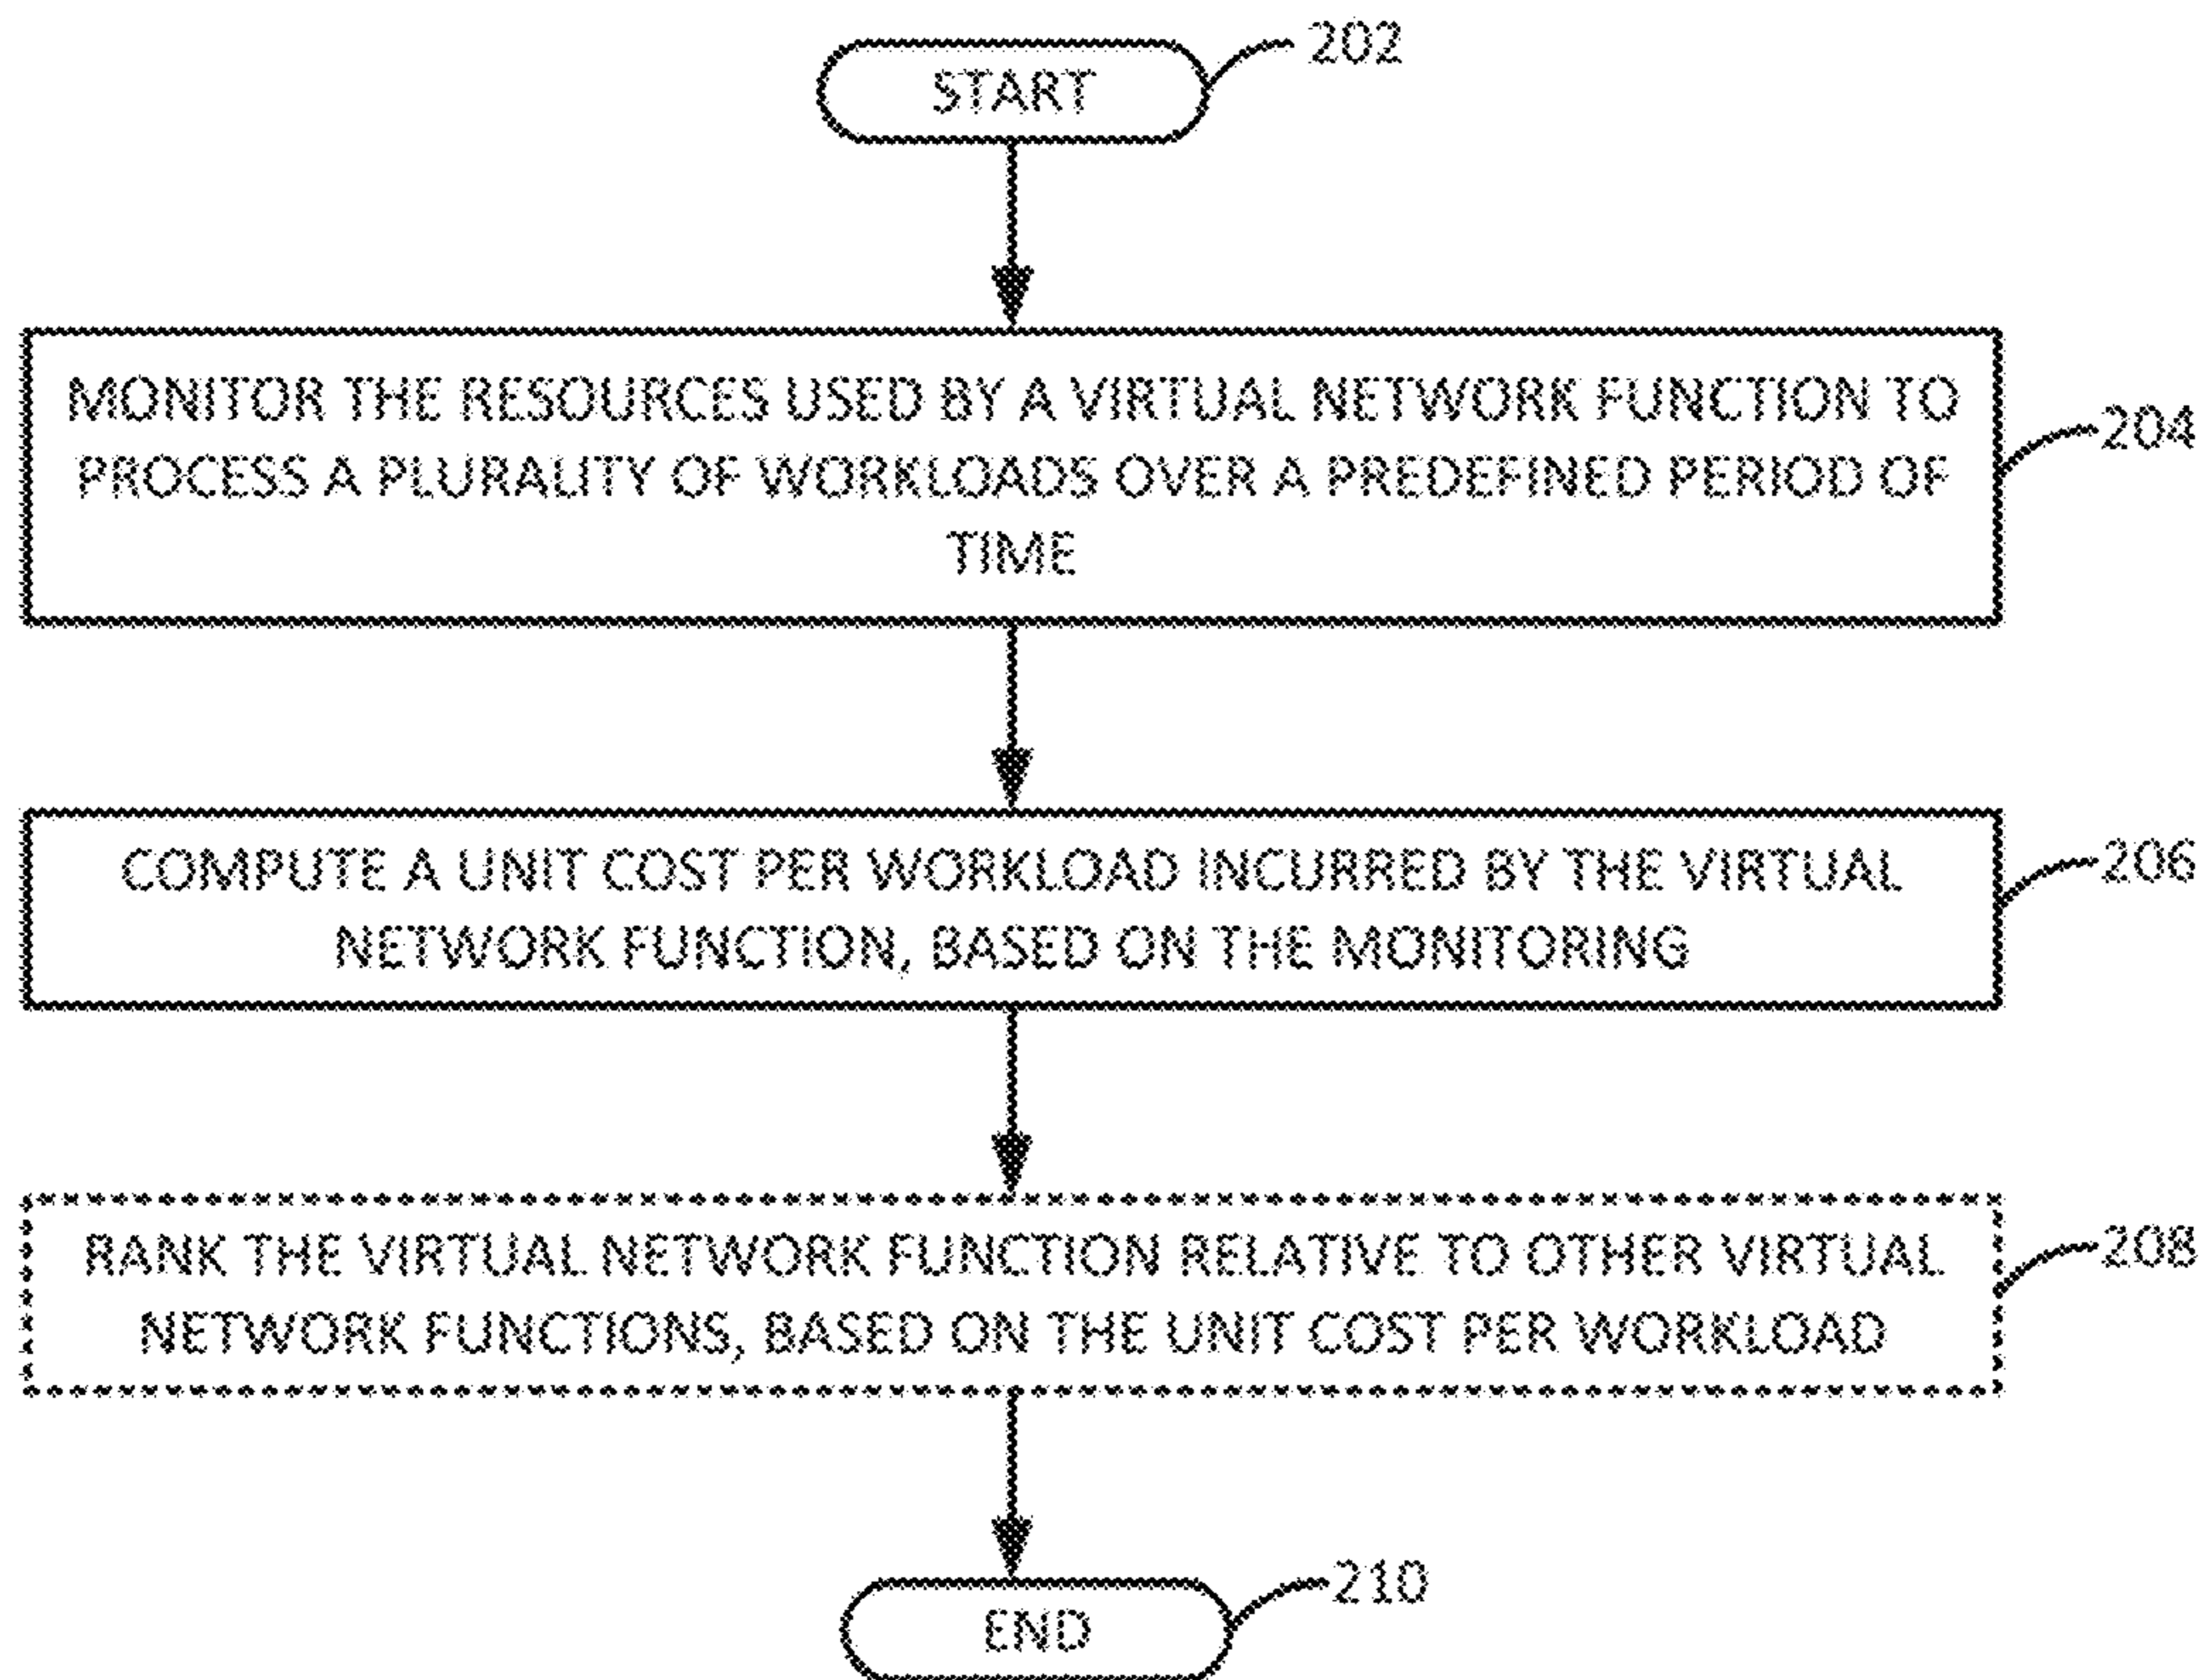 START
202
MONITOR THE RESOURCES USED BY A VIRTUAL NETWORK FUNCTION TO
PROCESS A PLURALITY OF WORKLOADS OVER A PREDEFINED PERIOD OF
TIME
204
COMPUTE A UNIT COST PER WORKLOAD INCURRED BY THE VIRTUAL
NETWORK FUNCTION, BASED ON THE MONITORING
206
RANK THE VIRTUAL NETWORK FUNCTION RELATIVE TO OTHER VIRTUAL
NETWORK FUNCTIONS, BASED ON THE UNIT COST PER WORKLOAD
208
END
210